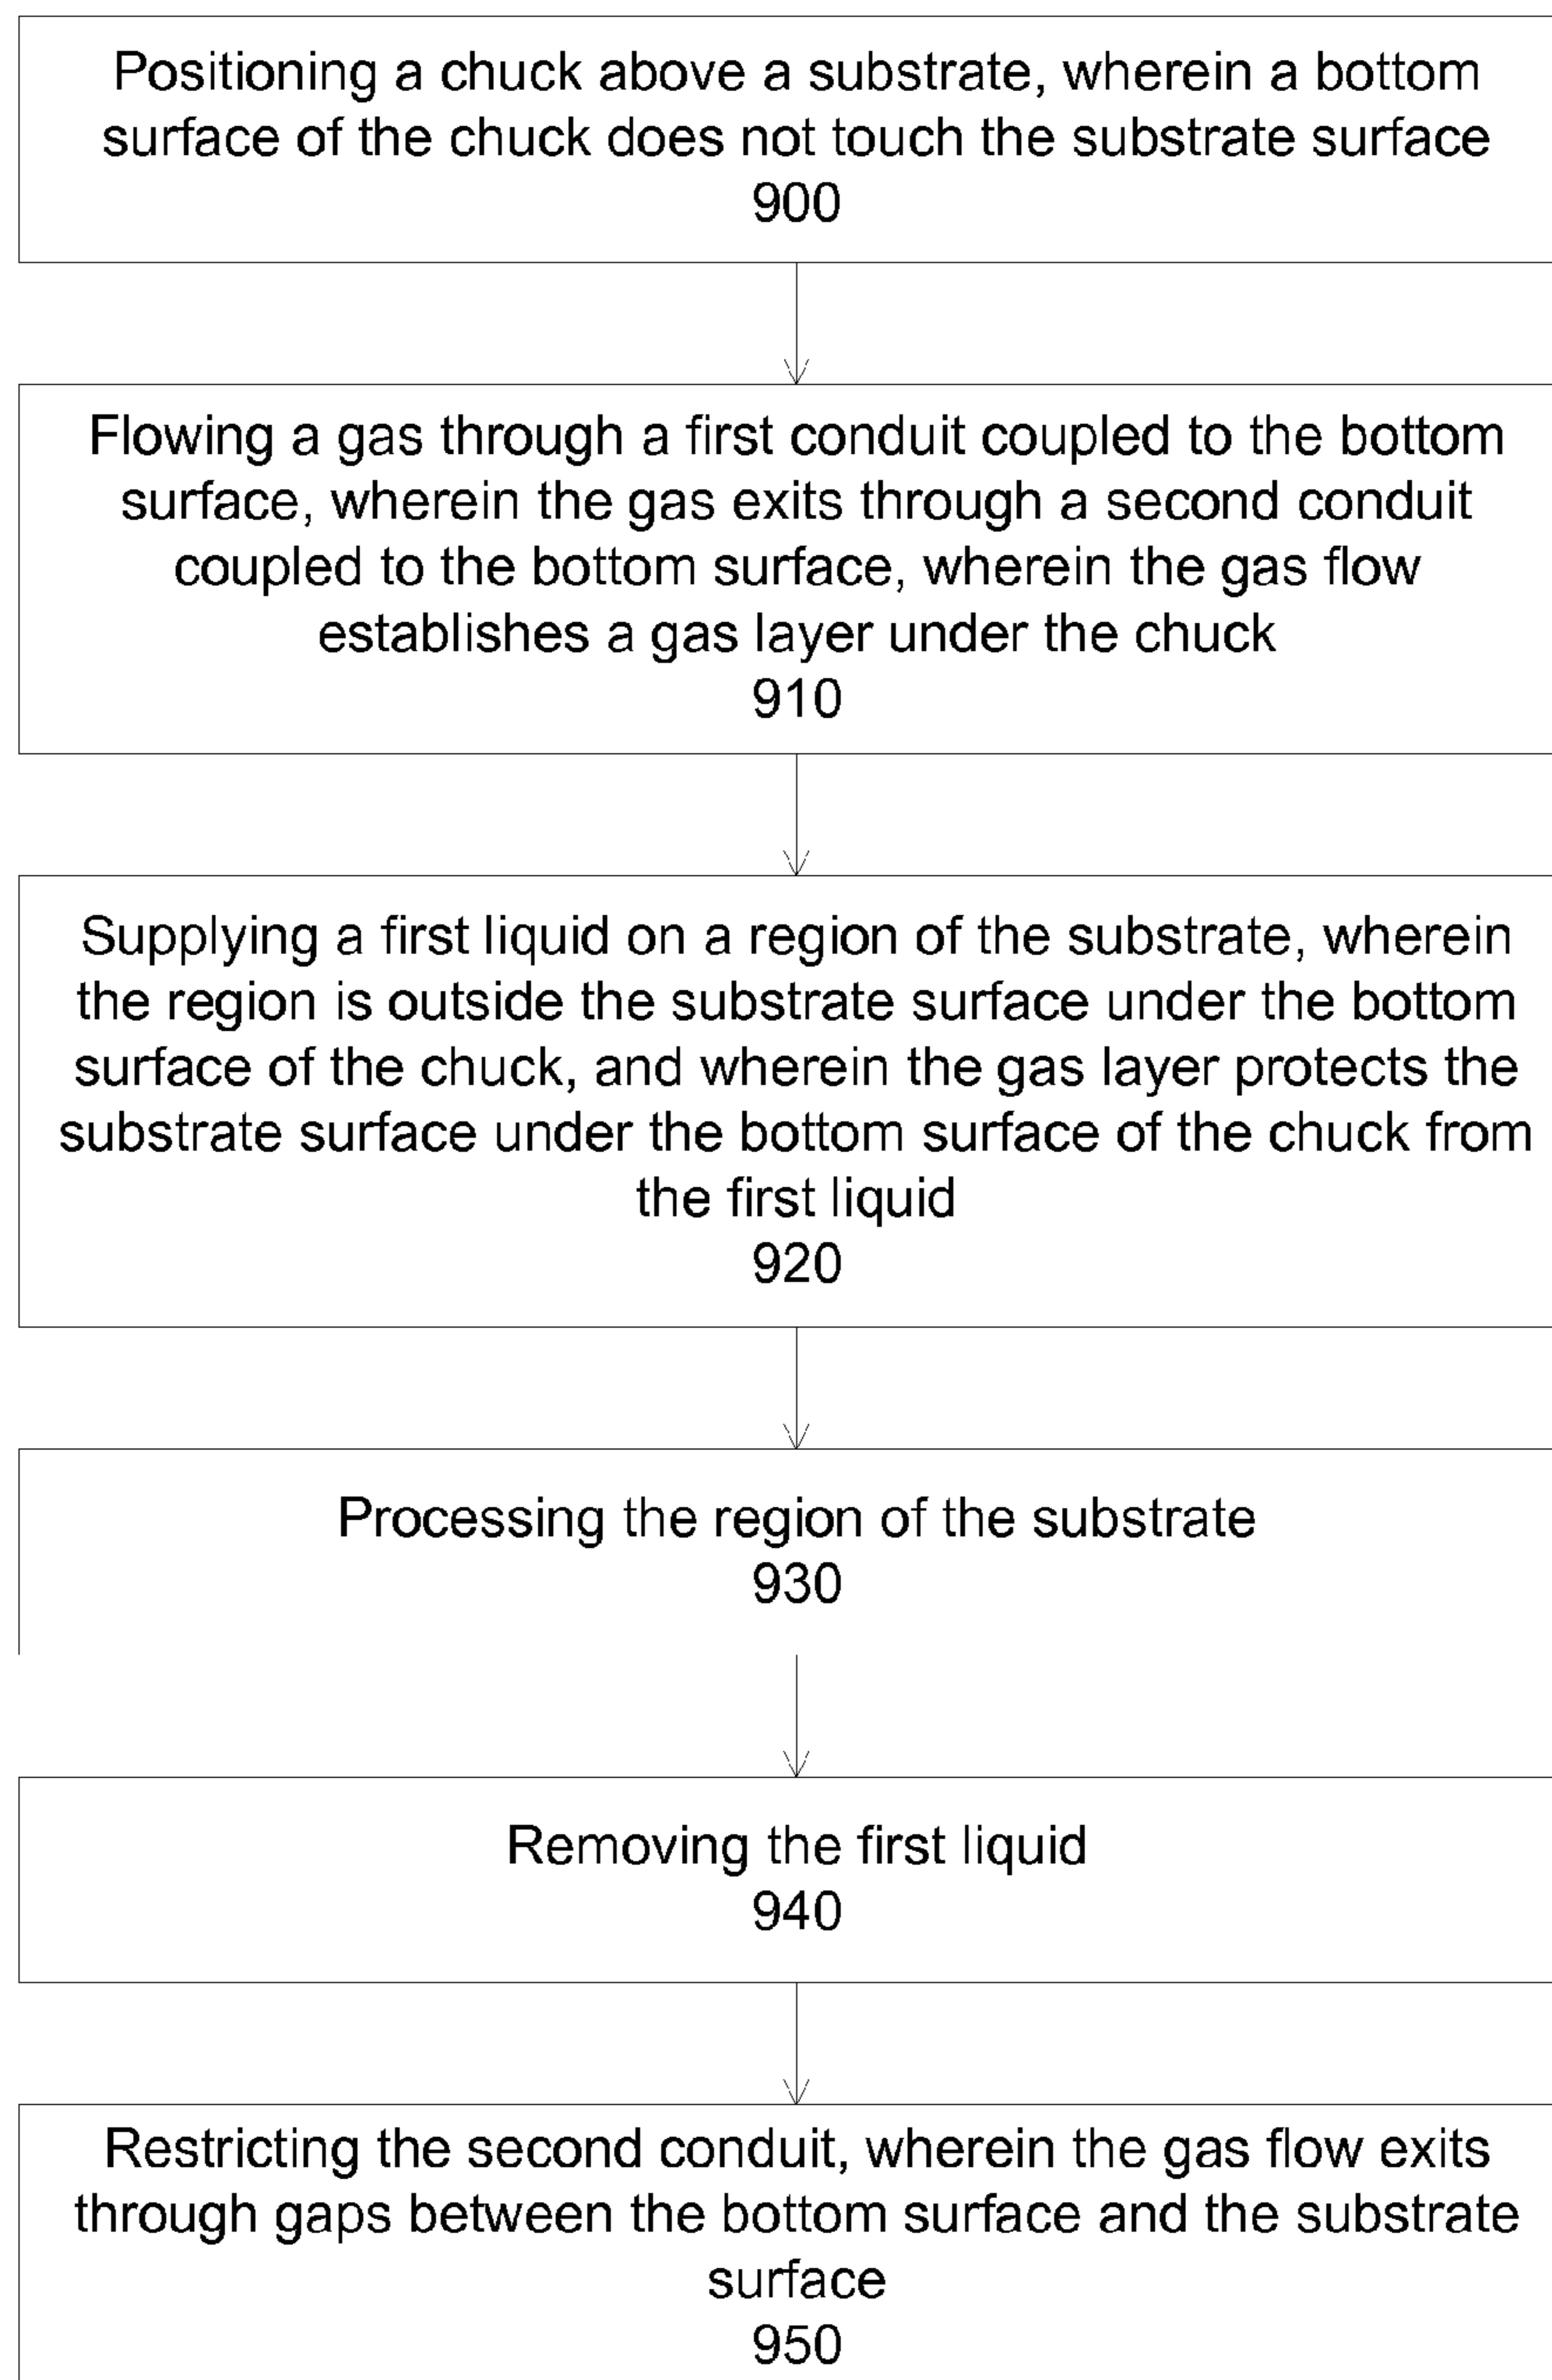 Positioning a chuck above a substrate, wherein a bottom
surface of the chuck does not touch the substrate surface
900
Flowing a gas through a first conduit coupled to the bottom
surface, wherein the gas exits through a second conduit
coupled to the bottom surface, wherein the gas flow
establishes a gas layer under the chuck
910
Supplying a first liquid on a region of the substrate, wherein
the region is outside the substrate surface under the bottom
surface of the chuck, and wherein the gas layer protects the
substrate surface under the bottom surface of the chuck from
the first liquid
920
Processing the region of the substrate
930
Removing the first liquid
940
Restricting the second conduit, wherein the gas flow exits
through gaps between the bottom surface and the substrate
surface
950